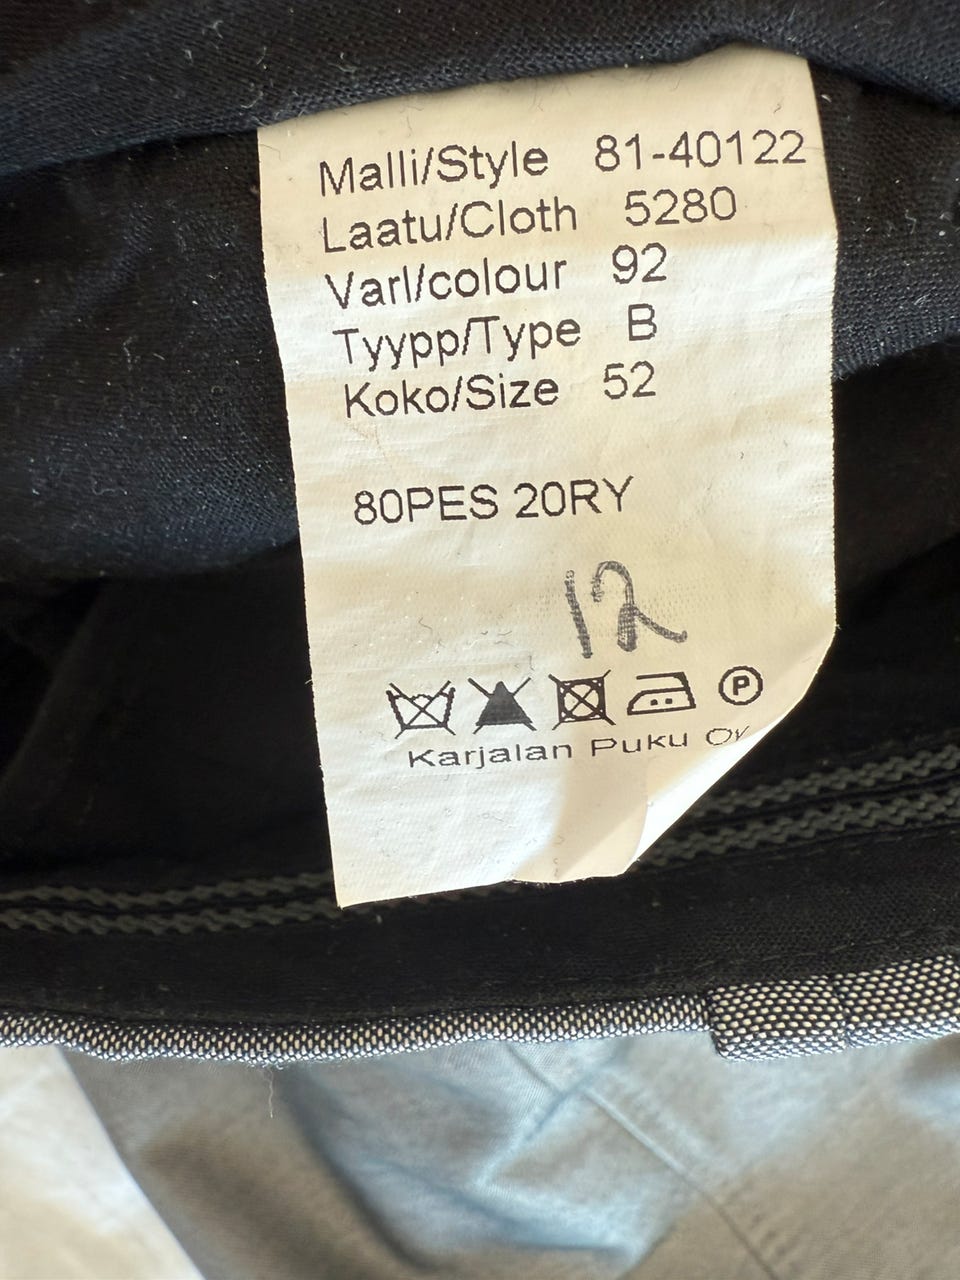 Malli/Style 81-40122
Laatu/Cloth 5280
Varl/colour 92
Tyypp/Type B
Koko/Size 52
80PES 20RY
12
P
Karjalan Puku Oy